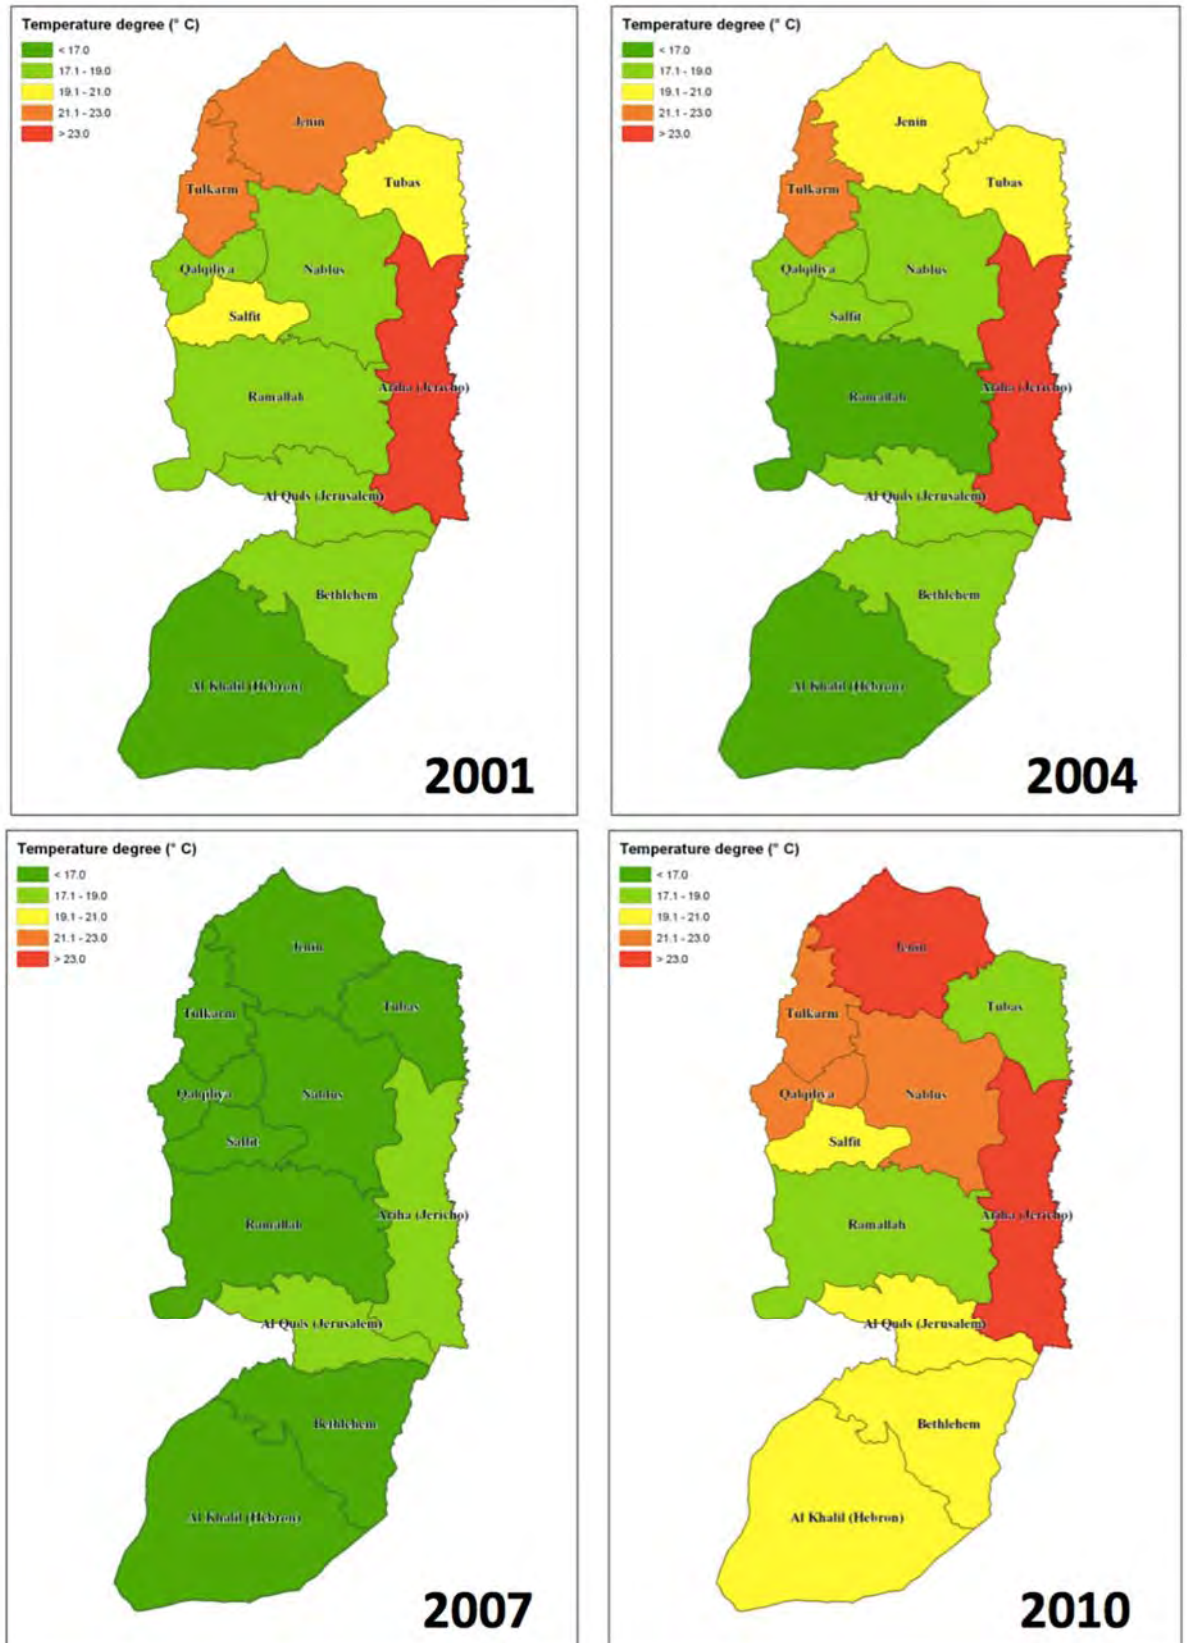 Temperature degree (° C)
< 17.0
17.1 - 19.0
19.1 - 21.0
21.1 - 23.0
> 23.0
Jenin
Tubas
Tulkarm
Qalqiliya
Nablus
Salfit
Ramallah
Ariha (Jericho)
Al Quds (Jerusalem)
Bethlehem
Al Khalil (Hebron)
2001
Temperature degree (° C)
< 17.0
17.1 - 19.0
19.1 - 21.0
21.1 - 23.0
> 23.0
Jenin
Tubas
Tulkarm
Qalqiliya
Nablus
Salfit
Ramallah
Ariha (Jericho)
Al Quds (Jerusalem)
Bethlehem
Al Khalil (Hebron)
2004
Temperature degree (° C)
< 17.0
17.1 - 19.0
19.1 - 21.0
21.1 - 23.0
> 23.0
Jenin
Tubas
Tulkarm
Qalqiliya
Nablus
Salfit
Ramallah
Ariha (Jericho)
Al Quds (Jerusalem)
Bethlehem
Al Khalil (Hebron)
2007
Temperature degree (° C)
< 17.0
17.1 - 19.0
19.1 - 21.0
21.1 - 23.0
> 23.0
Jenin
Tubas
Tulkarm
Qalqiliya
Nablus
Salfit
Ramallah
Ariha (Jericho)
Al Quds (Jerusalem)
Bethlehem
Al Khalil (Hebron)
2010